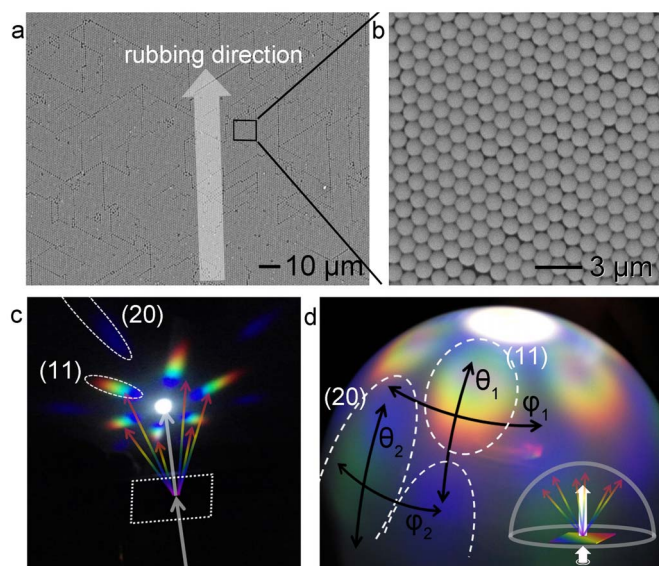 a
rubbing direction
10 μm
b
3 μm
c
(20)
(11)
d
(11)
(20)
θ₁
φ₁
θ₂
φ₂